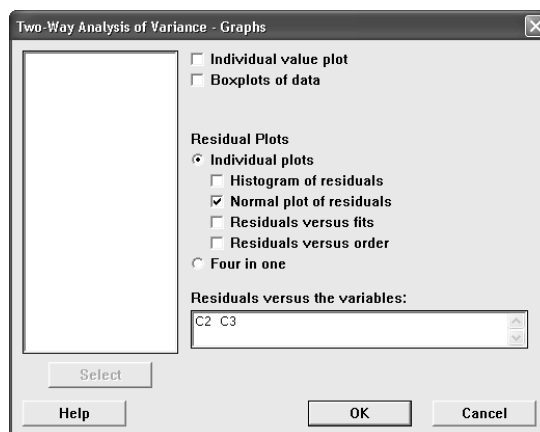 Two-Way Analysis of Variance - Graphs
Individual value plot
Boxplots of data
Residual Plots
Individual plots
Histogram of residuals
Normal plot of residuals
Residuals versus fits
Residuals versus order
Four in one
Residuals versus the variables:
C2 C3
Select
Help
OK
Cancel